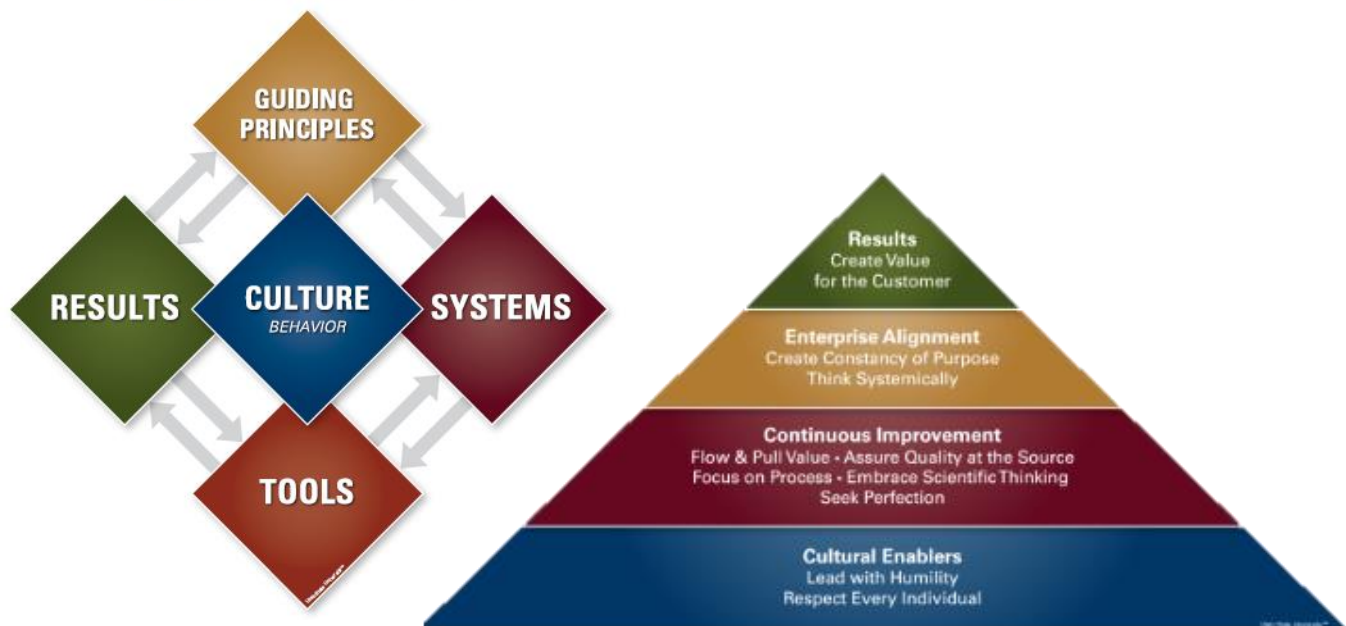 GUIDING
PRINCIPLES
RESULTS
CULTURE
BEHAVIOR
SYSTEMS
TOOLS
Results
Create Value
for the Customer
Enterprise Alignment
Create Constancy of Purpose
Think Systemically
Continuous Improvement
Flow & Pull Value • Assure Quality at the Source
Focus on Process • Embrace Scientific Thinking
Seek Perfection
Cultural Enablers
Lead with Humility
Respect Every Individual